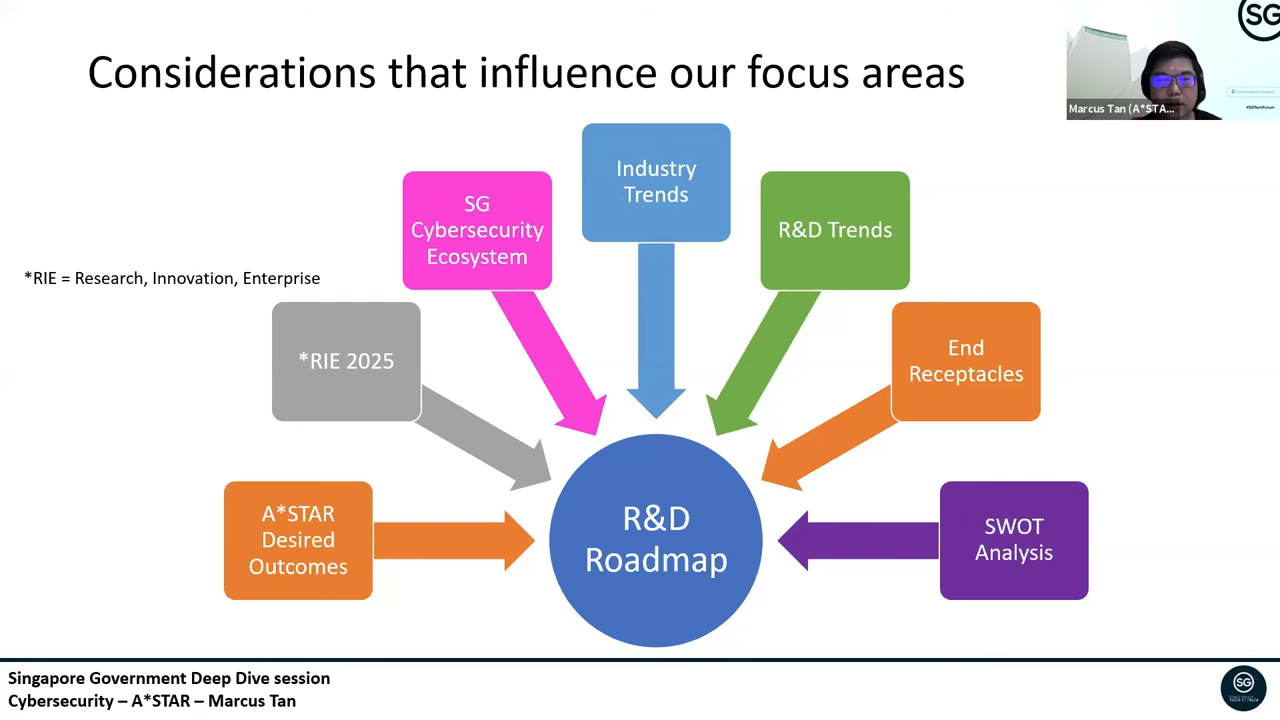 Considerations that influence our focus areas
SG
Marcus Tan (A*STA...
#SGTechForum
Industry
Trends
SG
Cybersecurity
Ecosystem
R&D Trends
*RIE = Research, Innovation, Enterprise
*RIE 2025
End
Receptacles
A*STAR
Desired
Outcomes
R&D
Roadmap
SWOT
Analysis
Singapore Government Deep Dive session
Cybersecurity – A*STAR – Marcus Tan
SG